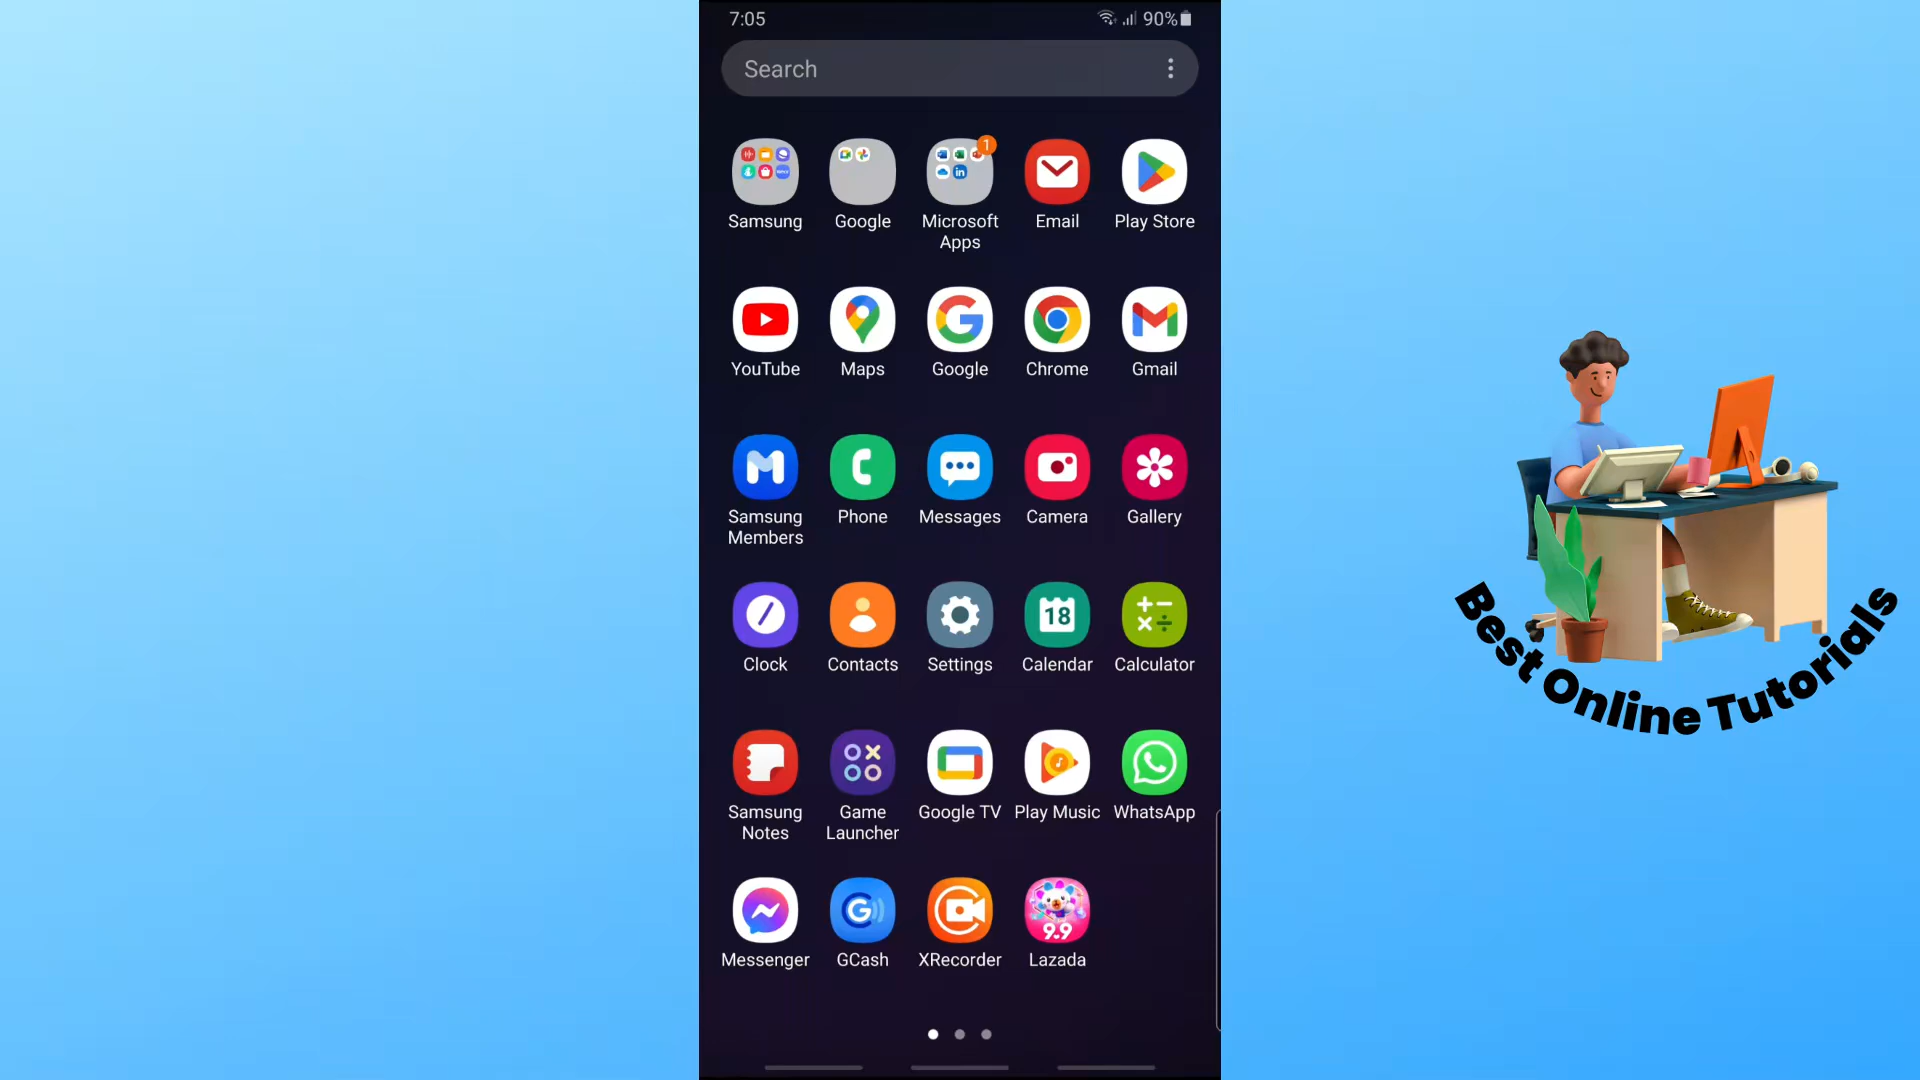 7:05
90%
Search
1
Samsung
Google
Microsoft Apps
Email
Play Store
YouTube
Maps
Google
Chrome
Gmail
Samsung Members
Phone
Messages
Camera
Gallery
Clock
Contacts
Settings
18
Calendar
Calculator
Samsung Notes
Game Launcher
Google TV
Play Music
WhatsApp
9.9
Messenger
GCash
XRecorder
Lazada
Best Online Tutorials